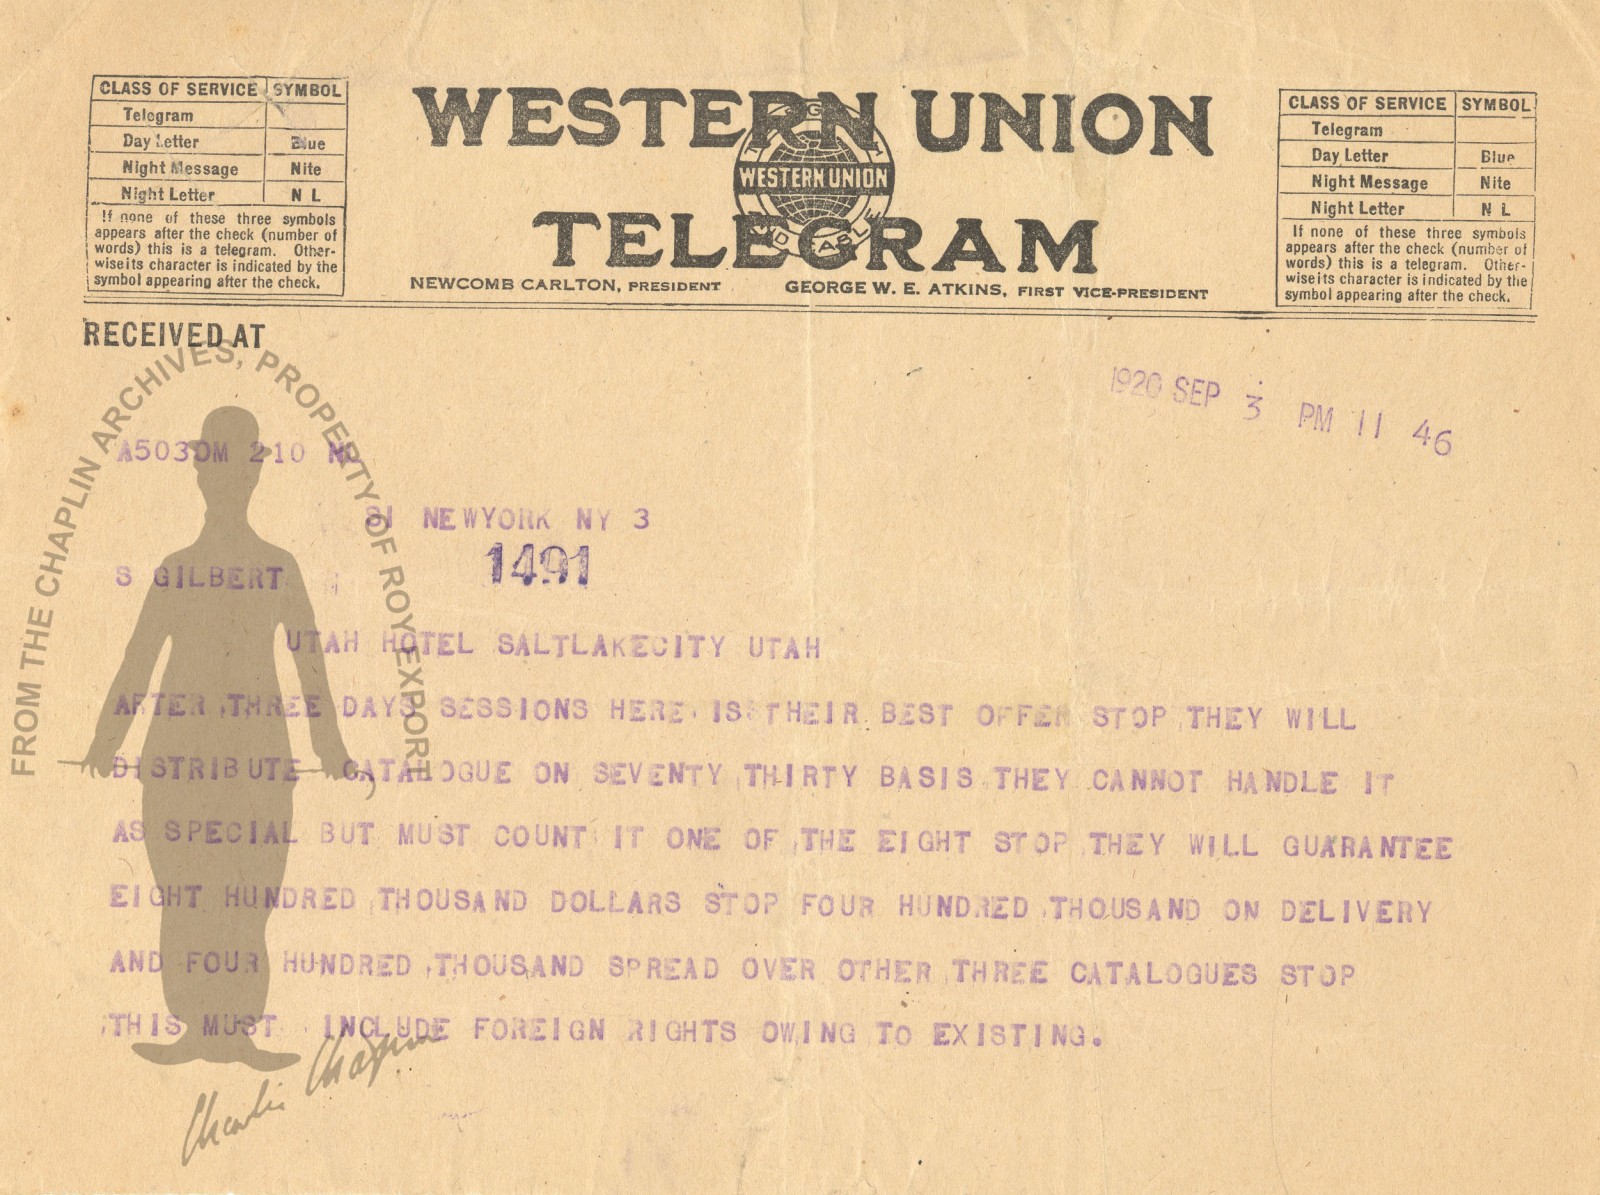 CLASS OF SERVICE SYMBOL
Telegram
Day Letter Blue
Night Message Nite
Night Letter N L
If none of these three symbols
appears after the check (number of
words) this is a telegram. Other-
wise its character is indicated by the
symbol appearing after the check.
WESTERN UNION
WESTERN UNION
TELEGRAM
NEWCOMB CARLTON, PRESIDENT GEORGE W. E. ATKINS, FIRST VICE-PRESIDENT
CLASS OF SERVICE SYMBOL
Telegram
Day Letter Blue
Night Message Nite
Night Letter N L
If none of these three symbols
appears after the check (number of
words) this is a telegram. Other-
wise its character is indicated by the
symbol appearing after the check.
RECEIVED AT
1920 SEP 3 PM 11 46
FROM THE CHAPLIN ARCHIVES, PROPERTY OF ROY EXPORT
A503DM 210 NL
81 NEWYORK NY 3
S GILBERT 1491
UTAH HOTEL SALTLAKECITY UTAH
AFTER THREE DAYS SESSIONS HERE IS THEIR BEST OFFER STOP THEY WILL
DISTRIBUTE CATALOGUE ON SEVENTY THIRTY BASIS THEY CANNOT HANDLE IT
AS SPECIAL BUT MUST COUNT IT ONE OF THE EIGHT STOP THEY WILL GUARANTEE
EIGHT HUNDRED THOUSAND DOLLARS STOP FOUR HUNDRED THOUSAND ON DELIVERY
AND FOUR HUNDRED THOUSAND SPREAD OVER OTHER THREE CATALOGUES STOP
THIS MUST INCLUDE FOREIGN RIGHTS OWING TO EXISTING.
Charlie Chaplin